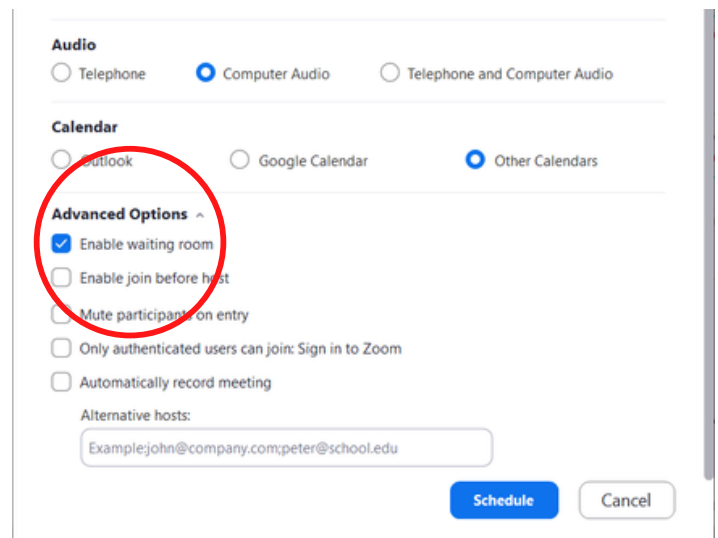 Audio
Telephone Computer Audio Telephone and Computer Audio
Calendar
Outlook Google Calendar Other Calendars
Advanced Options
Enable waiting room
Enable join before host
Mute participants on entry
Only authenticated users can join: Sign in to Zoom
Automatically record meeting
Alternative hosts:
Example:john@company.com;peter@school.edu
Schedule Cancel